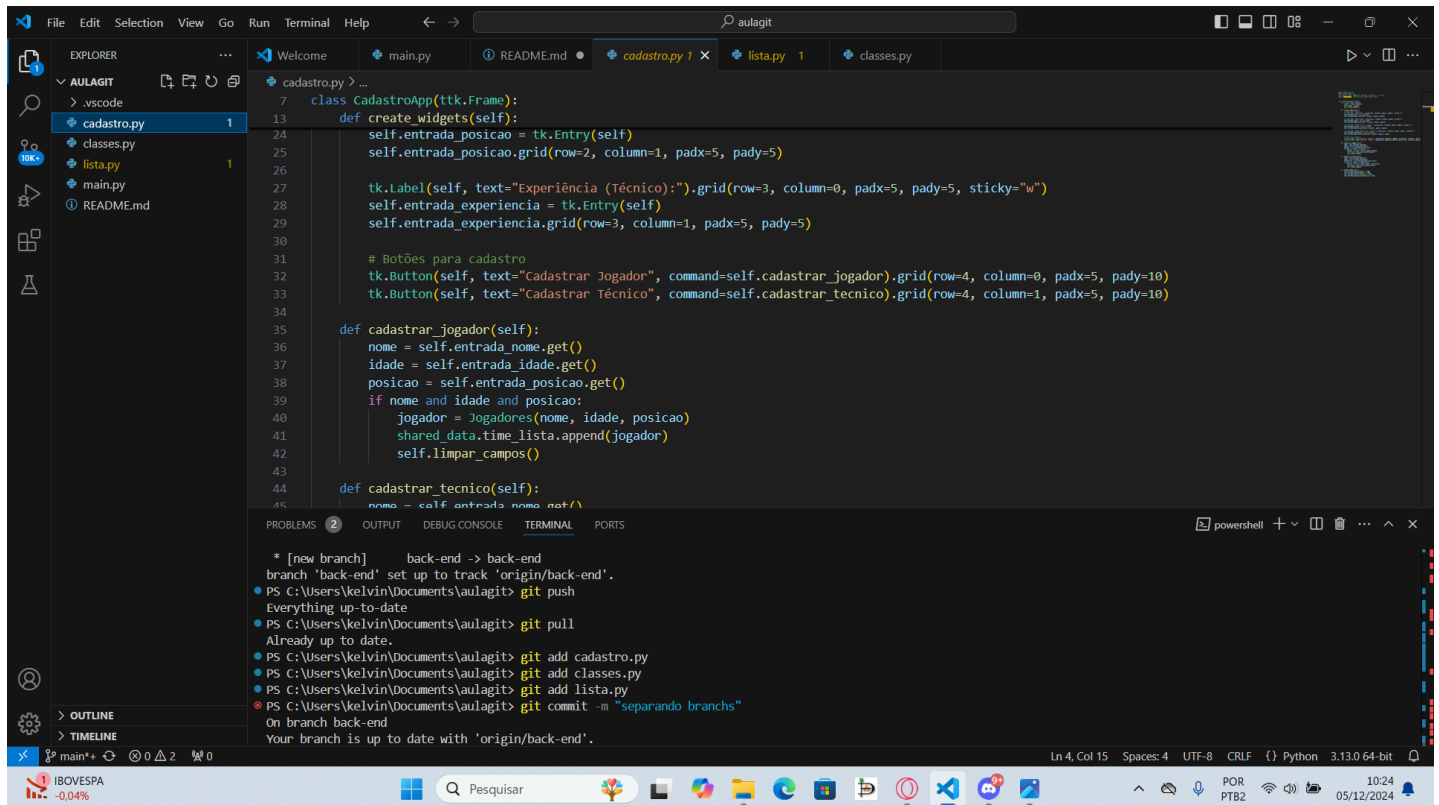 File Edit Selection View Go Run Terminal Help
aulagit
EXPLORER
Welcome
main.py
README.md
cadastro.py 1
lista.py 1
classes.py
AULAGIT
.vscode
cadastro.py 1
classes.py
lista.py 1
main.py
README.md
10K+
1
OUTLINE
TIMELINE
cadastro.py > ...
7 class CadastroApp(ttk.Frame):
13 def create_widgets(self):
24 self.entrada_posicao = tk.Entry(self)
25 self.entrada_posicao.grid(row=2, column=1, padx=5, pady=5)
26
27 tk.Label(self, text="Experiência (Técnico):").grid(row=3, column=0, padx=5, pady=5, sticky="w")
28 self.entrada_experiencia = tk.Entry(self)
29 self.entrada_experiencia.grid(row=3, column=1, padx=5, pady=5)
30
31 # Botões para cadastro
32 tk.Button(self, text="Cadastrar Jogador", command=self.cadastrar_jogador).grid(row=4, column=0, padx=5, pady=10)
33 tk.Button(self, text="Cadastrar Técnico", command=self.cadastrar_tecnico).grid(row=4, column=1, padx=5, pady=10)
34
35 def cadastrar_jogador(self):
36 nome = self.entrada_nome.get()
37 idade = self.entrada_idade.get()
38 posicao = self.entrada_posicao.get()
39 if nome and idade and posicao:
40 jogador = Jogadores(nome, idade, posicao)
41 shared_data.time_lista.append(jogador)
42 self.limpar_campos()
43
44 def cadastrar_tecnico(self):
45 nome = self.entrada_nome.get()
PROBLEMS 2 OUTPUT DEBUG CONSOLE TERMINAL PORTS
powershell
* [new branch] back-end -> back-end
branch 'back-end' set up to track 'origin/back-end'.
PS C:\Users\kelvin\Documents\aulagit> git push
Everything up-to-date
PS C:\Users\kelvin\Documents\aulagit> git pull
Already up to date.
PS C:\Users\kelvin\Documents\aulagit> git add cadastro.py
PS C:\Users\kelvin\Documents\aulagit> git add classes.py
PS C:\Users\kelvin\Documents\aulagit> git add lista.py
PS C:\Users\kelvin\Documents\aulagit> git commit -m "separando branchs"
On branch back-end
Your branch is up to date with 'origin/back-end'.
main*+ 0 2 0
Ln 4, Col 15 Spaces: 4 UTF-8 CRLF {} Python 3.13.0 64-bit
1 IBOVESPA
-0,04%
Pesquisar
9+
POR
PTB2
10:24
05/12/2024